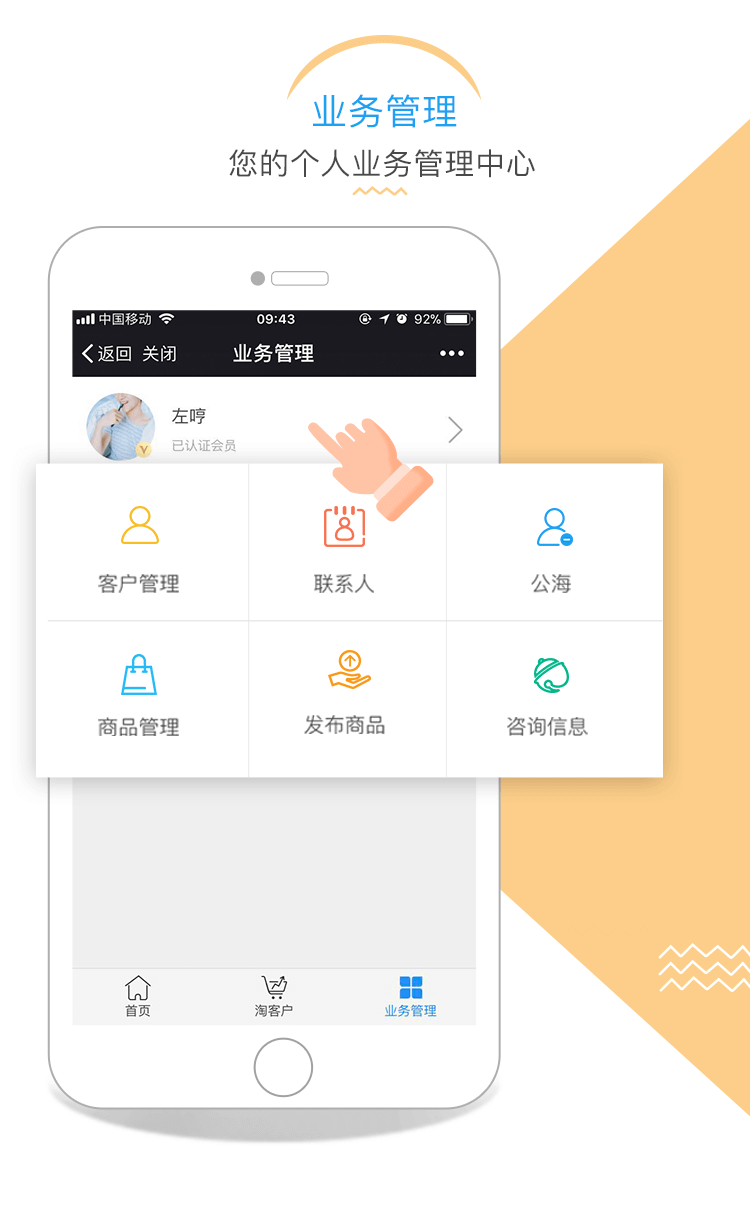 业务管理
您的个人业务管理中心
中国移动 09:43 92%
返回 关闭 业务管理
左哼
已认证会员
客户管理 联系人 公海
商品管理 发布商品 咨询信息
首页 淘客户 业务管理